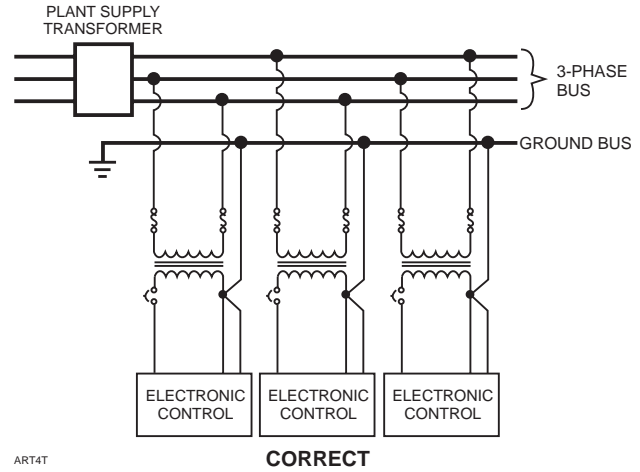 PLANT SUPPLY
TRANSFORMER
3-PHASE
BUS
GROUND BUS
ELECTRONIC
CONTROL
ELECTRONIC
CONTROL
ELECTRONIC
CONTROL
ART4T
CORRECT